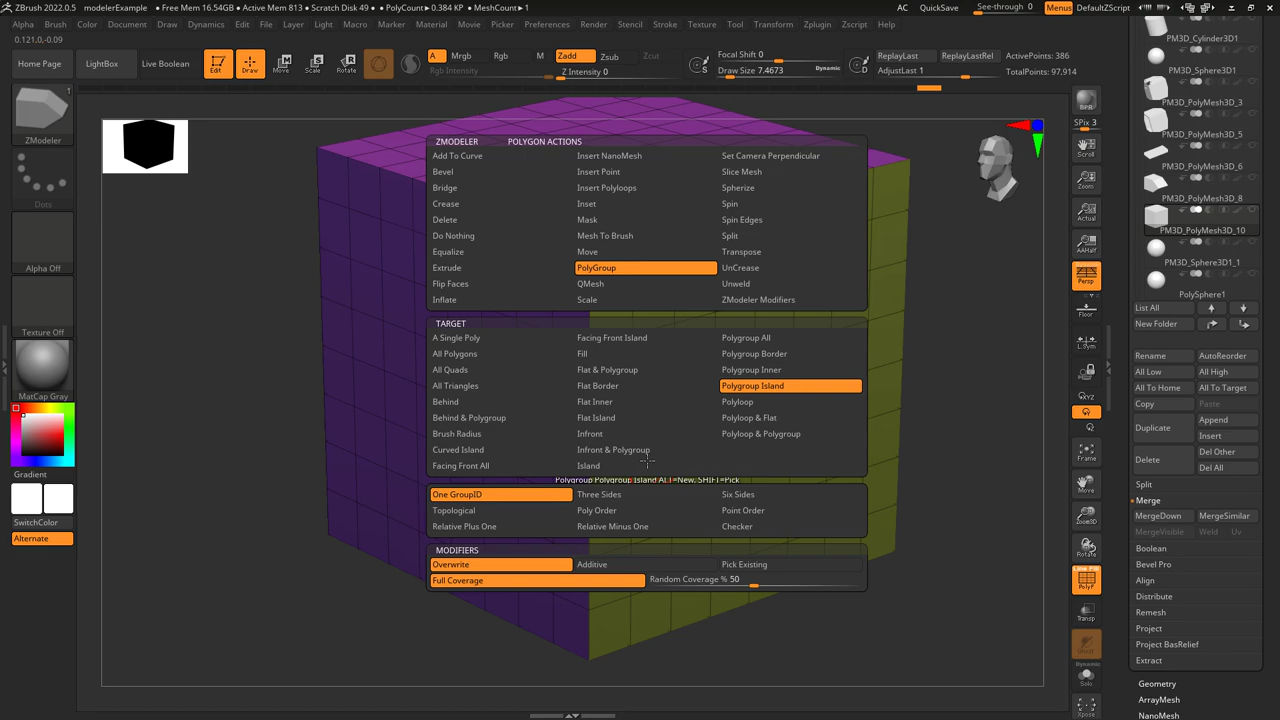 ZBrush 2022.0.5 modelerExample • Free Mem 16.54GB • Active Mem 813 • Scratch Disk 49 • PolyCount▸ 0.384 KP • MeshCount▸ 1 AC QuickSave See-through 0 Menus DefaultZScript
Alpha Brush Color Document Draw Dynamics Edit File Layer Light Macro Marker Material Movie Picker Preferences Render Stencil Stroke Texture Tool Transform Zplugin Zscript Help
0.121,0,-0.09
Home Page LightBox Live Boolean Edit Draw Move Scale Rotate
A Mrgb Rgb M Zadd Zsub Zcut
Rgb Intensity Z Intensity 0
S Focal Shift 0
Draw Size 7.4673 Dynamic
D ReplayLast ReplayLastRel ActivePoints: 386
AdjustLast 1 TotalPoints: 97,914
1
ZModeler
Dots
Alpha Off
Texture Off
MatCap Gray
Gradient
SwitchColor
Alternate
ZMODELER POLYGON ACTIONS
Add To Curve Insert NanoMesh Set Camera Perpendicular
Bevel Insert Point Slice Mesh
Bridge Insert Polyloops Spherize
Crease Inset Spin
Delete Mask Spin Edges
Do Nothing Mesh To Brush Split
Equalize Move Transpose
Extrude PolyGroup UnCrease
Flip Faces QMesh Unweld
Inflate Scale ZModeler Modifiers
TARGET
A Single Poly Facing Front Island Polygroup All
All Polygons Fill Polygroup Border
All Quads Flat & Polygroup Polygroup Inner
All Triangles Flat Border Polygroup Island
Behind Flat Inner Polyloop
Behind & Polygroup Flat Island Polyloop & Flat
Brush Radius Infront Polyloop & Polygroup
Curved Island Infront & Polygroup
Facing Front All Island
Polygroup Polygroup Island ALT=New, SHIFT=Pick
One GroupID Three Sides Six Sides
Topological Poly Order Point Order
Relative Plus One Relative Minus One Checker
MODIFIERS
Overwrite Additive Pick Existing
Full Coverage Random Coverage % 50
BPR
SPix 3
Scroll
Zoom
Actual
AAHalf
Persp
Floor
L.Sym
XYZ
Y
Z
Frame
Move
Zoom3D
Rotate
Line Fill
PolyF
Transp
Ghost
Dynamic
Solo
Xpose
PM3D_Cylinder3D1
PM3D_Sphere3D1
PM3D_PolyMesh3D_3
PM3D_PolyMesh3D_5
PM3D_PolyMesh3D_6
PM3D_PolyMesh3D_8
PM3D_PolyMesh3D_10
PM3D_Sphere3D1_1
PolySphere1
List All
New Folder
Rename AutoReorder
All Low All High
All To Home All To Target
Copy Paste
Duplicate Append
Insert
Delete Del Other
Del All
Split
Merge
MergeDown MergeSimilar
MergeVisible Weld Uv
Boolean
Bevel Pro
Align
Distribute
Remesh
Project
Project BasRelief
Extract
Geometry
ArrayMesh
NanoMesh